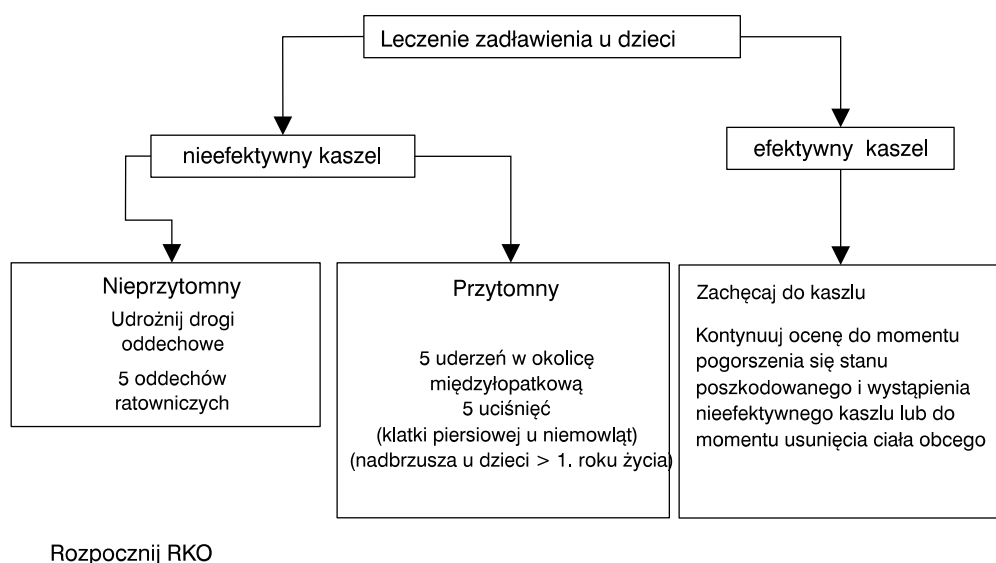 Leczenie zadławienia u dzieci
nieefektywny kaszel
efektywny kaszel
Nieprzytomny
Udrożnij drogi
oddechowe
5 oddechów
ratowniczych
Przytomny
5 uderzeń w okolicę
międzyłopatkową
5 uciśnięć
(klatki piersiowej u niemowląt)
(nadbrzusza u dzieci > 1. roku życia)
Zachęcaj do kaszlu
Kontynuuj ocenę do momentu
pogorszenia się stanu
poszkodowanego i wystąpienia
nieefektywnego kaszlu lub do
momentu usunięcia ciała obcego
Rozpocznij RKO